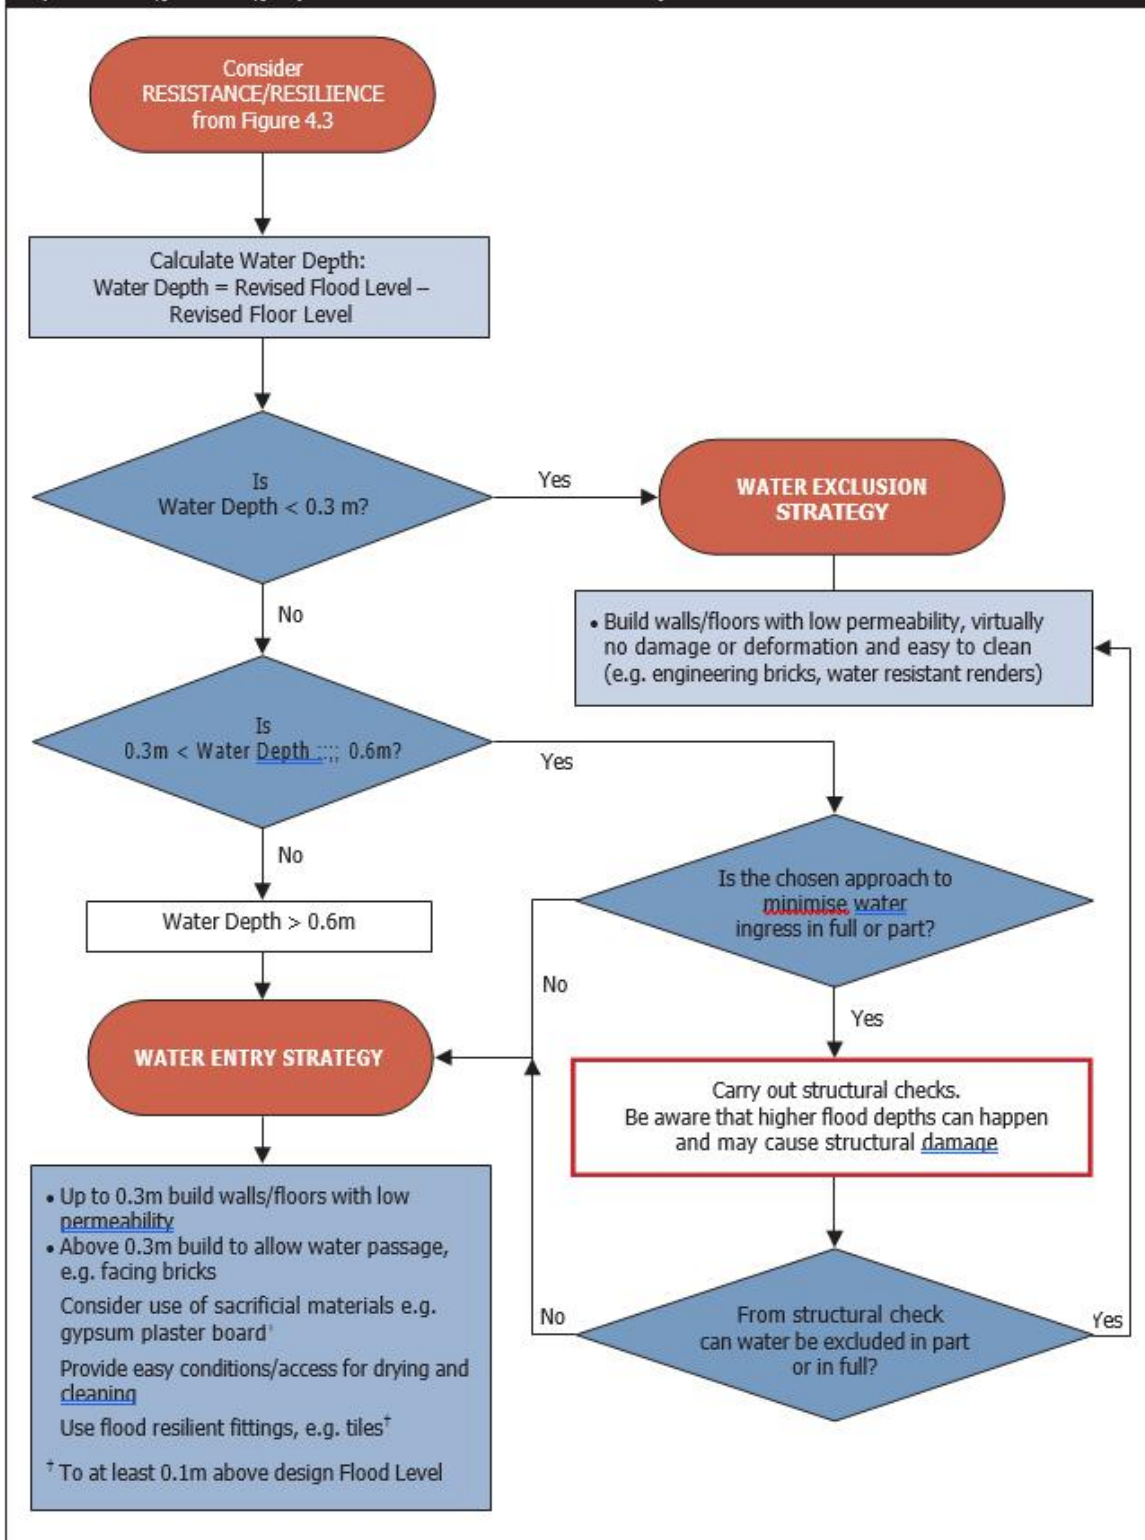 Consider
RESISTANCE/RESILIENCE
from Figure 4.3
Calculate Water Depth:
Water Depth = Revised Flood Level –
Revised Floor Level
Is
Water Depth < 0.3 m?
Yes
WATER EXCLUSION
STRATEGY
No
• Build walls/floors with low permeability, virtually
no damage or deformation and easy to clean
(e.g. engineering bricks, water resistant renders)
Is
0.3m < Water Depth :::;; 0.6m?
Yes
No
Is the chosen approach to
minimise water
ingress in full or part?
Water Depth > 0.6m
No
Yes
WATER ENTRY STRATEGY
Carry out structural checks.
Be aware that higher flood depths can happen
and may cause structural damage
• Up to 0.3m build walls/floors with low
permeability
• Above 0.3m build to allow water passage,
e.g. facing bricks
Consider use of sacrificial materials e.g.
gypsum plaster board
Provide easy conditions/access for drying and
cleaning
Use flood resilient fittings, e.g. tiles†
† To at least 0.1m above design Flood Level
No
From structural check
can water be excluded in part
or in full?
Yes